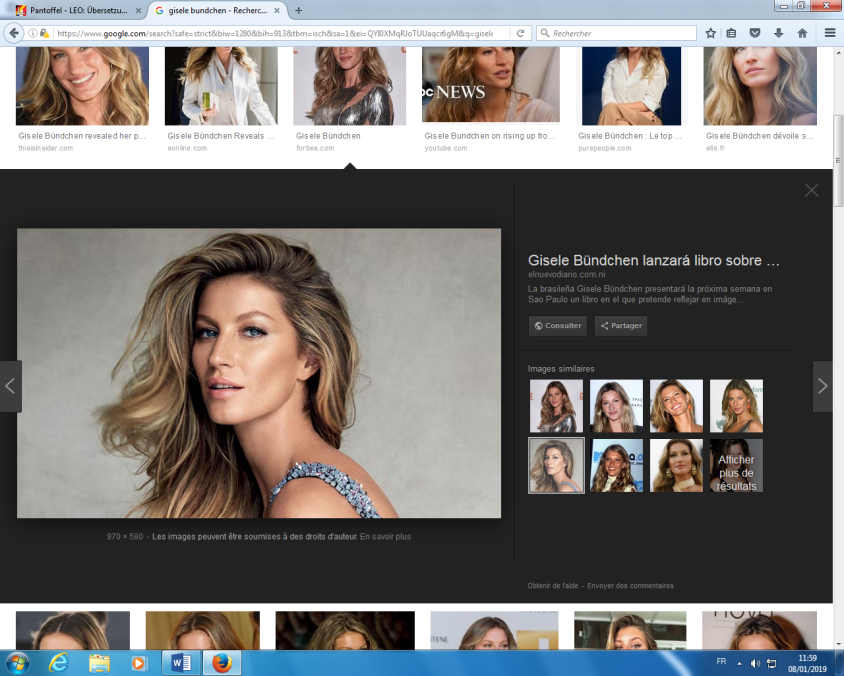 Pantoffel - LEO: Übersetzu...
gisele bundchen - Recherc...
https://www.google.com/search?safe=strict&biw=1280&bih=913&tbm=isch&sa=1&ei=QYI0XMqRJoTUUaqcr6gM&q=gisele
Rechercher
NEWS
Gisele Bündchen revealed her p...
thisisinsider.com
Gisele Bündchen Reveals ...
eonline.com
Gisele Bündchen
forbes.com
Gisele Bündchen on rising up fro...
youtube.com
Gisele Bündchen : Le top ...
purepeople.com
Gisele Bündchen dévoile s...
elle.fr
Gisele Bündchen lanzará libro sobre ...
elnuevodiario.com.ni
La brasileña Gisele Bündchen presentará la próxima semana en
Sao Paulo un libro en el que pretende reflejar en imáge...
Consulter
Partager
Images similaires
Afficher
plus de
résultats
970 × 580 - Les images peuvent être soumises à des droits d'auteur. En savoir plus
Obtenir de l'aide - Envoyer des commentaires
FR
11:59
08/01/2019